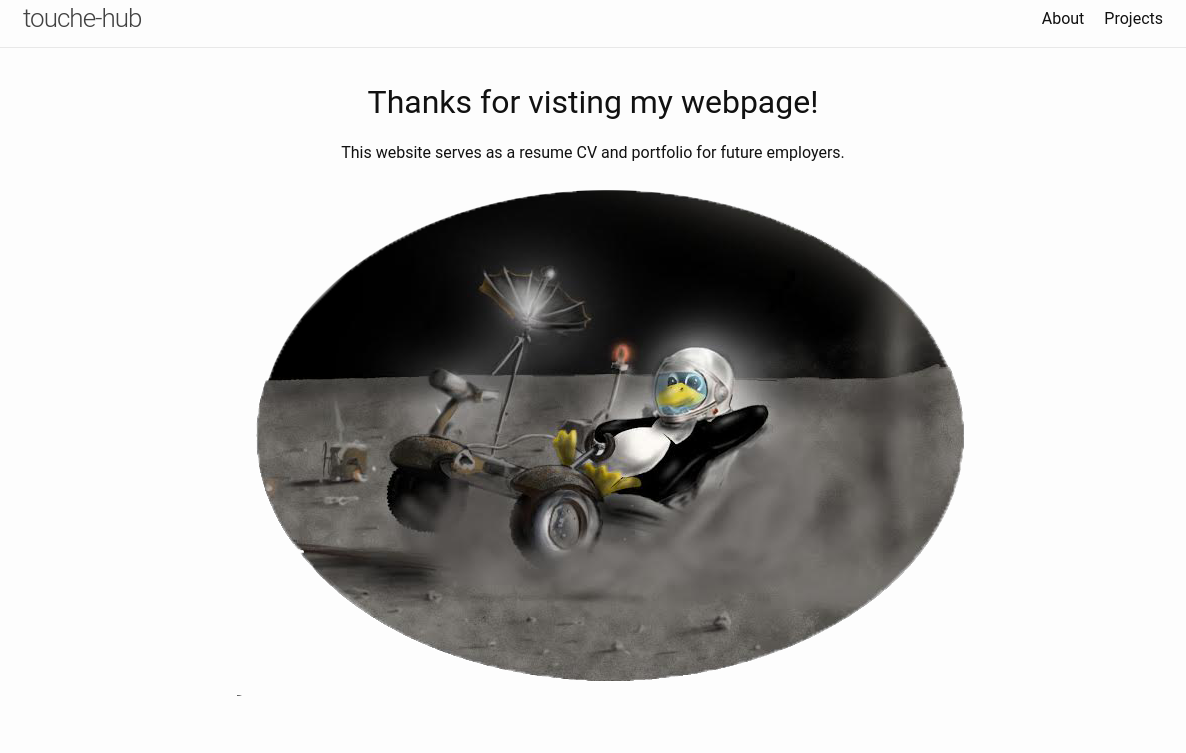 touche-hub
About Projects
Thanks for visting my webpage!
This website serves as a resume CV and portfolio for future employers.